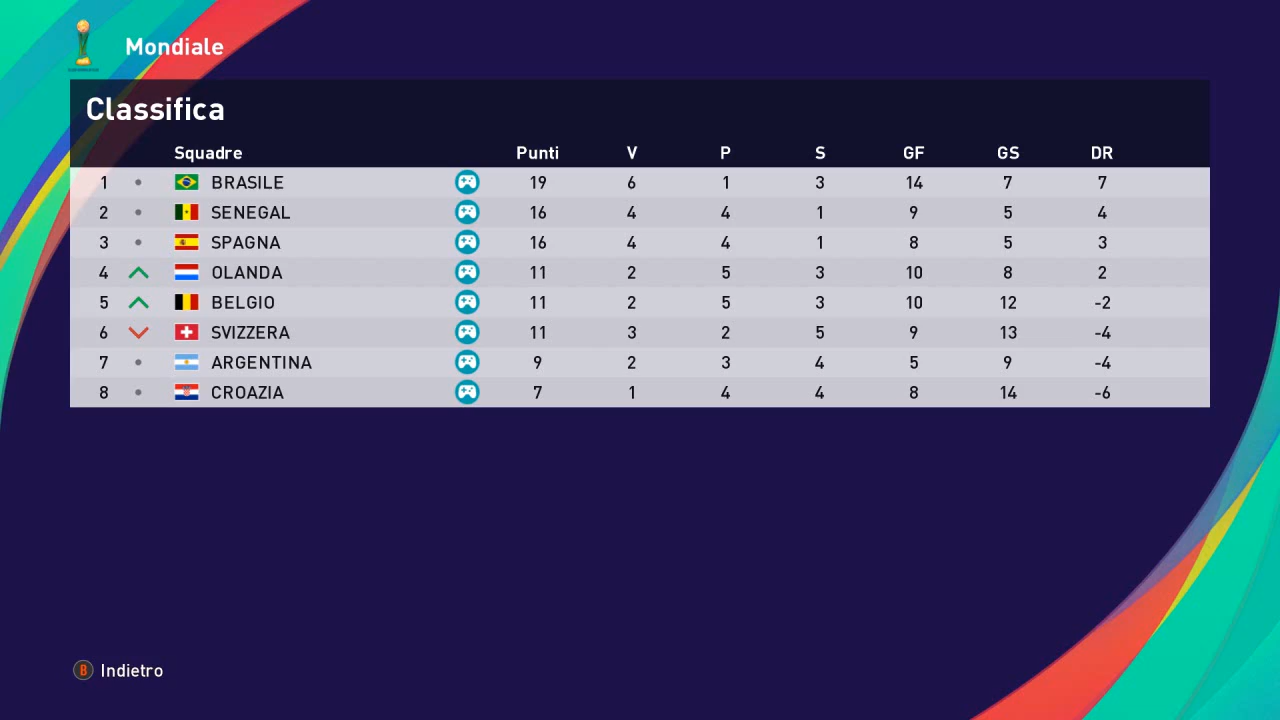 Mondiale
Classifica
Squadre Punti V P S GF GS DR
1 BRASILE 19 6 1 3 14 7 7
2 SENEGAL 16 4 4 1 9 5 4
3 SPAGNA 16 4 4 1 8 5 3
4 OLANDA 11 2 5 3 10 8 2
5 BELGIO 11 2 5 3 10 12 -2
6 SVIZZERA 11 3 2 5 9 13 -4
7 ARGENTINA 9 2 3 4 5 9 -4
8 CROAZIA 7 1 4 4 8 14 -6
B Indietro